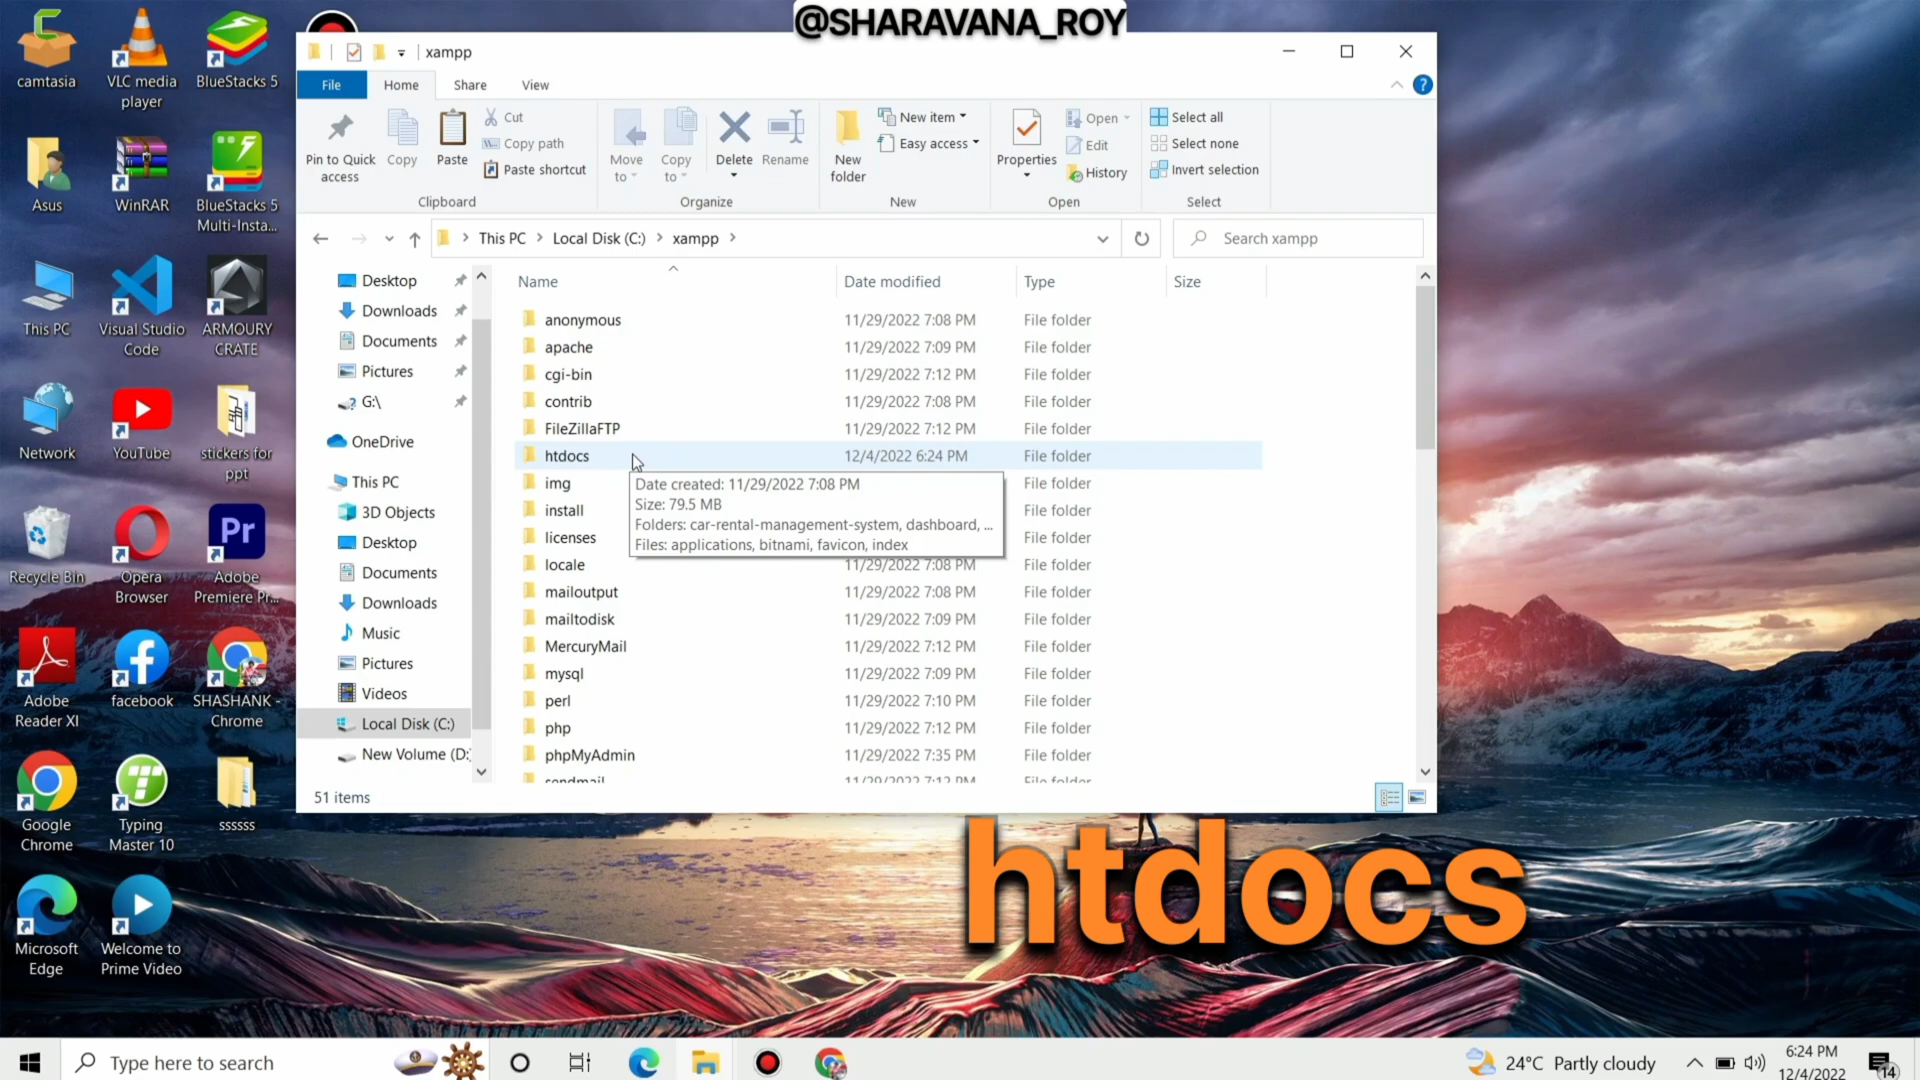 @SHARAVANA_ROY
camtasia
VLC media
player
BlueStacks 5
Asus
WinRAR
BlueStacks 5
Multi-Insta...
This PC
Visual Studio
Code
ARMOURY
CRATE
Network
YouTube
stickers for
ppt
Recycle Bin
Opera
Browser
Pr
Adobe
Premiere Pr...
Adobe
Reader XI
facebook
SHASHANK -
Chrome
Google
Chrome
Typing
Master 10
ssssss
Microsoft
Edge
Welcome to
Prime Video
xampp
File
Home
Share
View
Pin to Quick
access
Copy
Paste
Cut
Copy path
Paste shortcut
Clipboard
Move
to
Copy
to
Delete
Rename
Organize
New
folder
New item
Easy access
New
Properties
Open
Edit
History
Open
Select all
Select none
Invert selection
Select
This PC
Local Disk (C:)
xampp
Search xampp
Desktop
Downloads
Documents
Pictures
G:\
OneDrive
This PC
3D Objects
Desktop
Documents
Downloads
Music
Pictures
Videos
Local Disk (C:)
New Volume (D:
Name Date modified Type Size
anonymous 11/29/2022 7:08 PM File folder
apache 11/29/2022 7:09 PM File folder
cgi-bin 11/29/2022 7:12 PM File folder
contrib 11/29/2022 7:08 PM File folder
FileZillaFTP 11/29/2022 7:12 PM File folder
htdocs 12/4/2022 6:24 PM File folder
img
install
licenses
Date created: 11/29/2022 7:08 PM
Size: 79.5 MB
Folders: car-rental-management-system, dashboard, ...
Files: applications, bitnami, favicon, index
File folder
File folder
File folder
locale 11/29/2022 7:08 PM File folder
mailoutput 11/29/2022 7:08 PM File folder
mailtodisk 11/29/2022 7:09 PM File folder
MercuryMail 11/29/2022 7:12 PM File folder
mysql 11/29/2022 7:09 PM File folder
perl 11/29/2022 7:10 PM File folder
php 11/29/2022 7:12 PM File folder
phpMyAdmin 11/29/2022 7:35 PM File folder
sendmail 11/29/2022 7:12 PM File folder
51 items
htdocs
Type here to search
24°C Partly cloudy
6:24 PM
12/4/2022
14